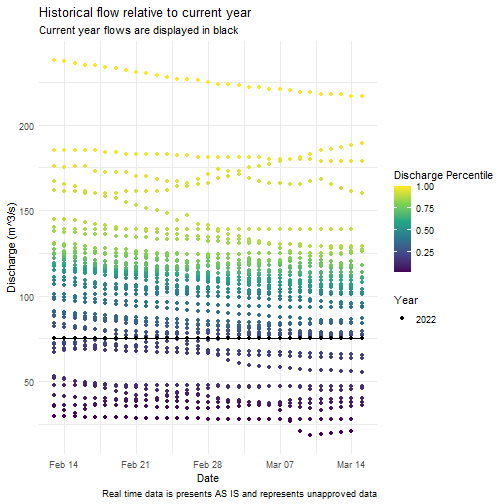 Historical flow relative to current year
Current year flows are displayed in black
Discharge (m^3/s)
200
150
100
50
Feb 14
Feb 21
Feb 28
Mar 07
Mar 14
Date
Discharge Percentile
1.00
0.75
0.50
0.25
Year
2022
Real time data is presents AS IS and represents unapproved data